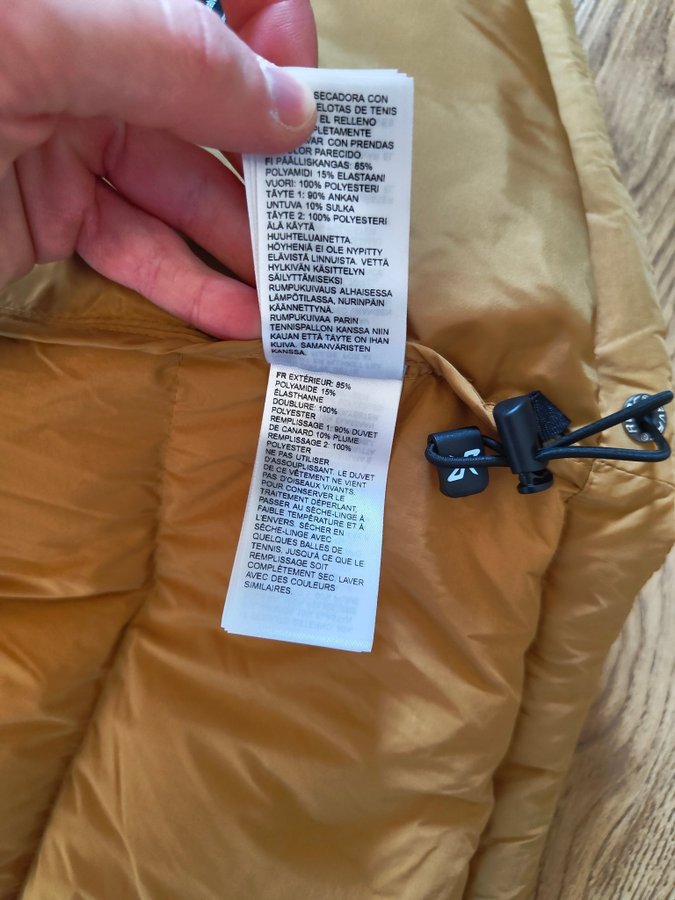 SECADORA CON
ELOTAS DE TENIS
EL RELLENO
PLETAMENTE
VAR CON PRENDAS
OLOR PARECIDO
FI PÄÄLLISKANGAS: 85%
POLYAMIDI 15% ELASTAANI
VUORI: 100% POLYESTERI
TÄYTE 1: 90% ANKAN
UNTUVA 10% SULKA
TÄYTE 2: 100% POLYESTERI
ÄLÄ KÄYTÄ
HUUHTELUAINETTA.
HÖYHENIÄ EI OLE NYPITTY
ELÄVISTÄ LINNUISTA. VETTÄ
HYLKIVÄN KÄSITTELYN
SÄILYTTÄMISEKSI
RUMPUKUIVAUS ALHAISESSA
LÄMPÖTILASSA, NURINPÄIN
KÄÄNNETTYNÄ.
RUMPUKUIVAA PARIN
TENNISPALLON KANSSA NIIN
KAUAN ETTÄ TÄYTE ON IHAN
KUIVA. SAMANVÄRISTEN
KANSSA.
FR EXTÉRIEUR: 85%
POLYAMIDE 15%
ÉLASTHANNE
DOUBLURE: 100%
POLYESTER
REMPLISSAGE 1: 90% DUVET
DE CANARD 10% PLUME
REMPLISSAGE 2: 100%
POLYESTER
NE PAS UTILISER
D'ASSOUPLISSANT. LE DUVET
DE CE VÊTEMENT NE VIENT
PAS D'OISEAUX VIVANTS.
POUR CONSERVER LE
TRAITEMENT DÉPERLANT,
PASSER AU SÈCHE-LINGE À
FAIBLE TEMPÉRATURE ET À
L'ENVERS. SÉCHER EN
SÈCHE-LINGE AVEC
QUELQUES BALLES DE
TENNIS, JUSQU'À CE QUE LE
REMPLISSAGE SOIT
COMPLÈTEMENT SEC. LAVER
AVEC DES COULEURS
SIMILAIRES.